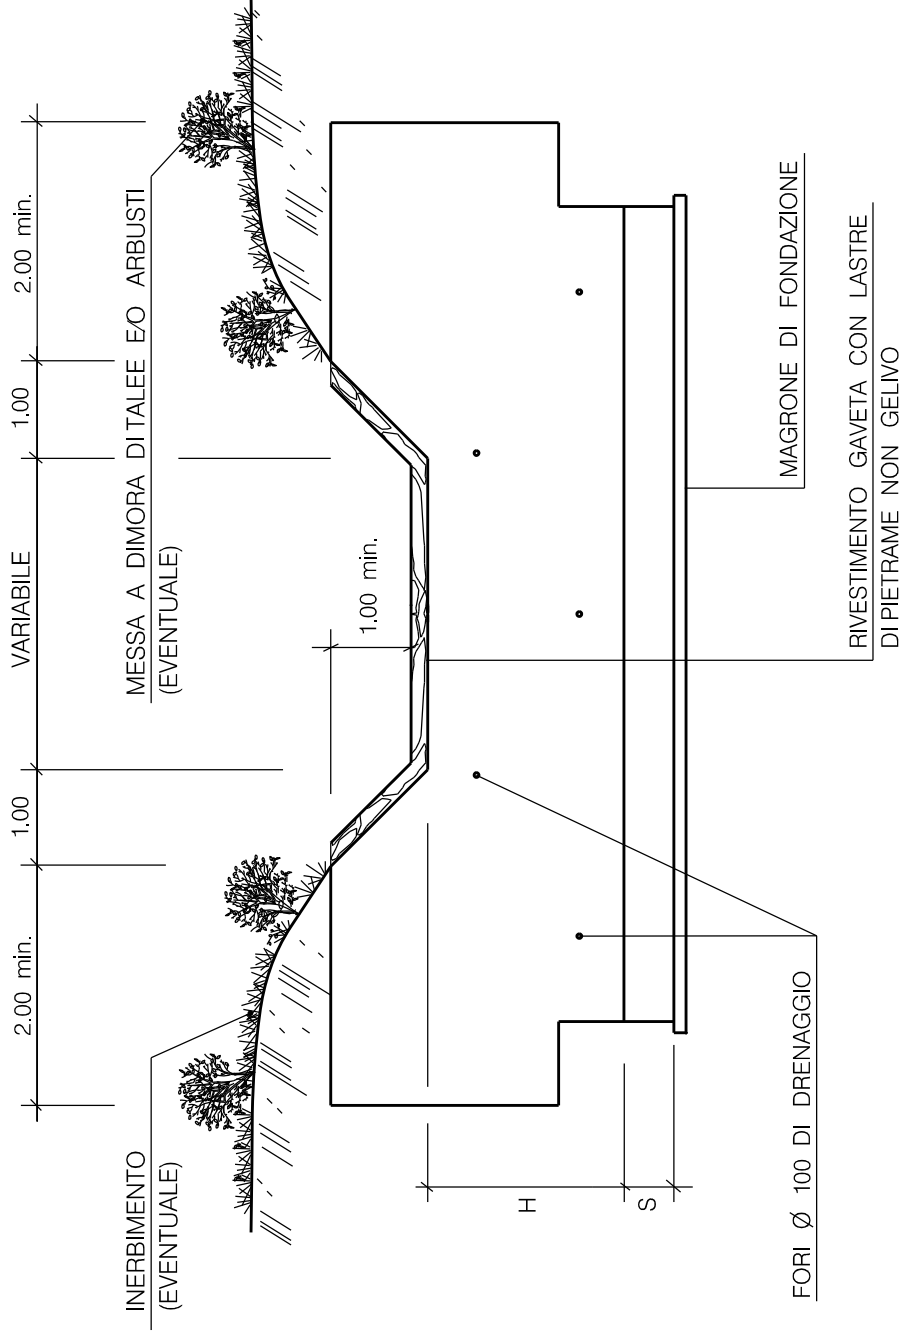 2.00 min.
1.00
VARIABILE
1.00
2.00 min.
INERBIMENTO
(EVENTUALE)
MESSA A DIMORA DI TALEE E/O ARBUSTI
(EVENTUALE)
1.00 min.
H
S
FORI Ø 100 DI DRENAGGIO
MAGRONE DI FONDAZIONE
RIVESTIMENTO GAVETA CON LASTRE
DI PIETRAME NON GELIVO